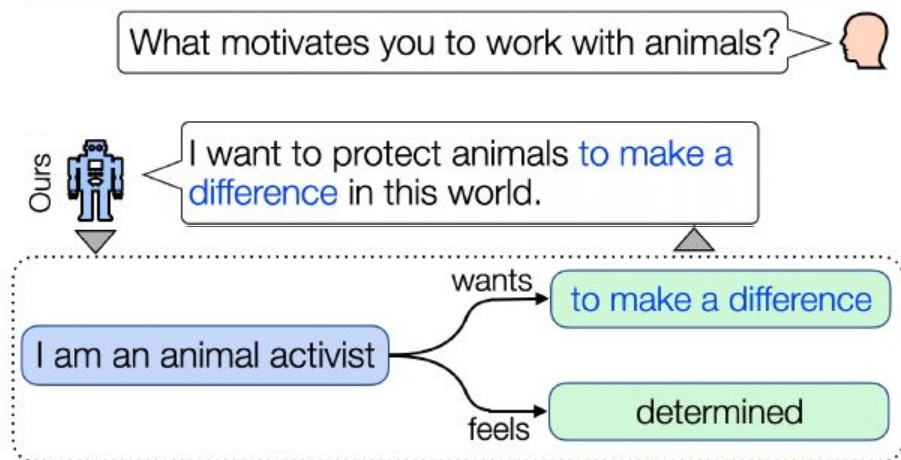 What motivates you to work with animals?
Ours
I want to protect animals to make a
difference in this world.
wants
to make a difference
I am an animal activist
feels
determined